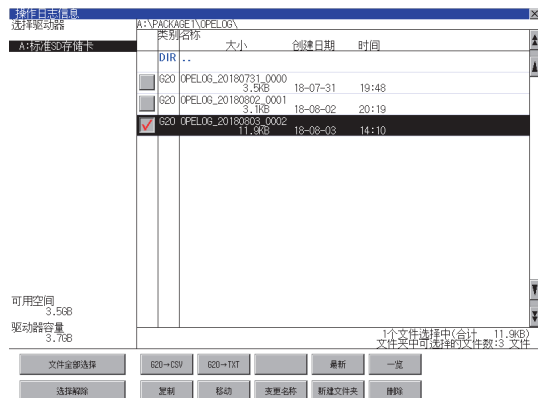 操作日志信息
选择驱动器
A:\PACKAGE1\OPELOG\
A:标准SD存储卡
类别 名称
大小 创建日期 时间
DIR ..
G20 OPELOG_20180731_0000
3.5KB 18-07-31 19:48
G20 OPELOG_20180802_0001
3.1KB 18-08-02 20:19
G20 OPELOG_20180803_0002
11.9KB 18-08-03 14:10
可用空间
3.5GB
驱动器容量
3.7GB
1个文件选择中(合计 11.9KB)
文件夹中可选择的文件数:3 文件
文件全部选择 G20→CSV G20→TXT 最新 一览
选择解除 复制 移动 变更名称 新建文件夹 删除